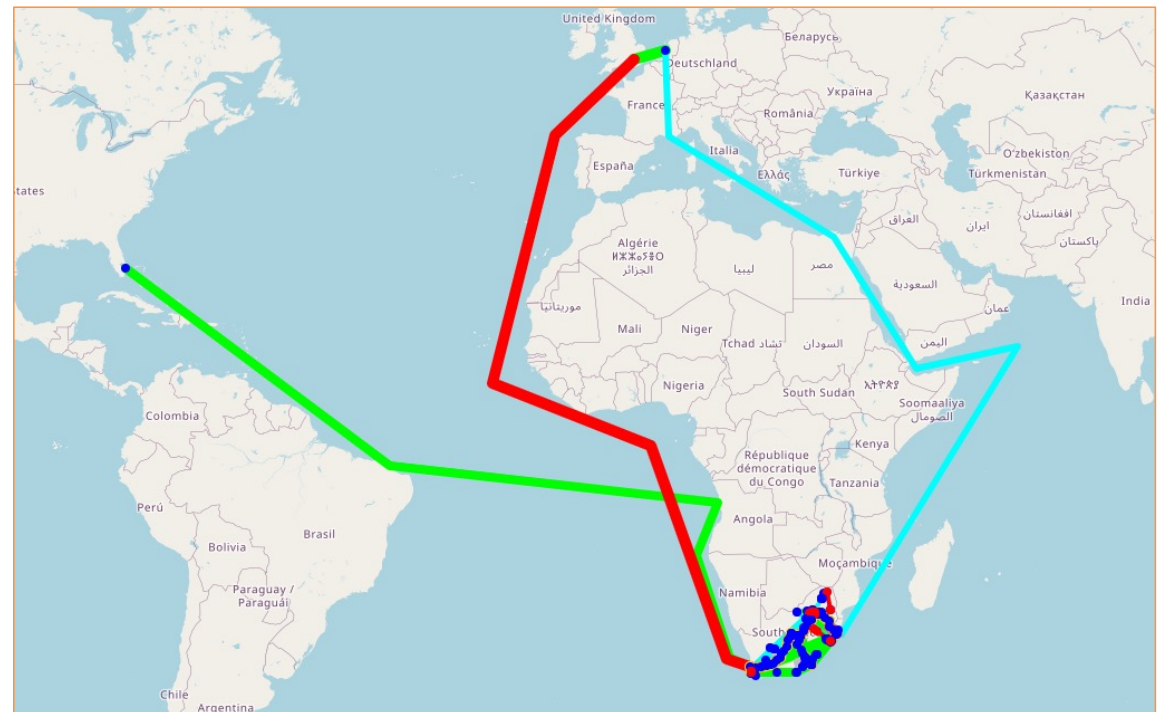 United Kingdom
Беларусь
Deutschland
Україна
Қазақстан
France
România
Italia
O'zbekiston
Türkmenistan
España
Ελλάς
Türkiye
tates
العراق
ایران
افغانستان
پاکستان
Algérie
ⵍⵣⵣⴰⵢⴻⵔ
الجزائر
ليبيا
مصر
السعودية
India
موريتانيا
عمان
Mali
Niger
Tchad تشاد
السودان
اليمن
Nigeria
South Sudan
ኢትዮጵያ
Soomaaliya
الصومال
Colombia
Kenya
République
démocratique
du Congo
Tanzania
Perú
Angola
Brasil
Bolivia
Moçambique
Paraguay /
Paraguái
Namibia
South
Chile
Argentina